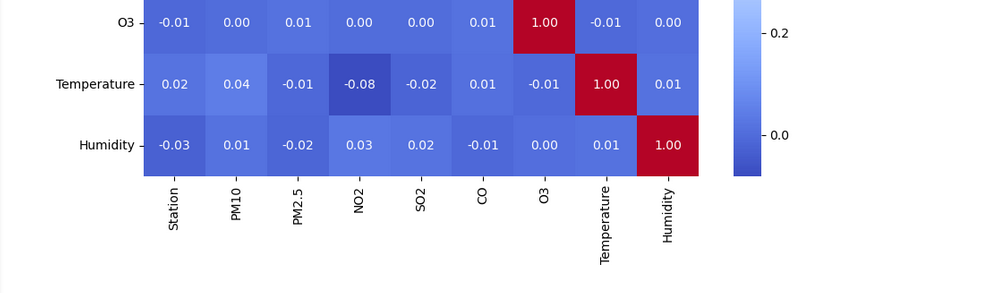 O3 -0.01 0.00 0.01 0.00 0.00 0.01 1.00 -0.01 0.00
0.2
Temperature 0.02 0.04 -0.01 -0.08 -0.02 0.01 -0.01 1.00 0.01
0.0
Humidity -0.03 0.01 -0.02 0.03 0.02 -0.01 0.00 0.01 1.00
Station PM10 PM2.5 NO2 SO2 CO O3 Temperature Humidity